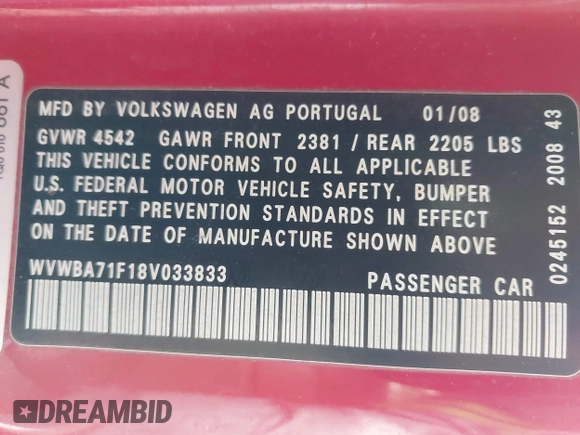 MFD BY VOLKSWAGEN AG PORTUGAL 01/08
GVWR 4542 GAWR FRONT 2381 / REAR 2205 LBS
THIS VEHICLE CONFORMS TO ALL APPLICABLE
U.S. FEDERAL MOTOR VEHICLE SAFETY, BUMPER
AND THEFT PREVENTION STANDARDS IN EFFECT
ON THE DATE OF MANUFACTURE SHOWN ABOVE
WVWBA71F18V033833 PASSENGER CAR
0245152 2008 43
DREAMBID